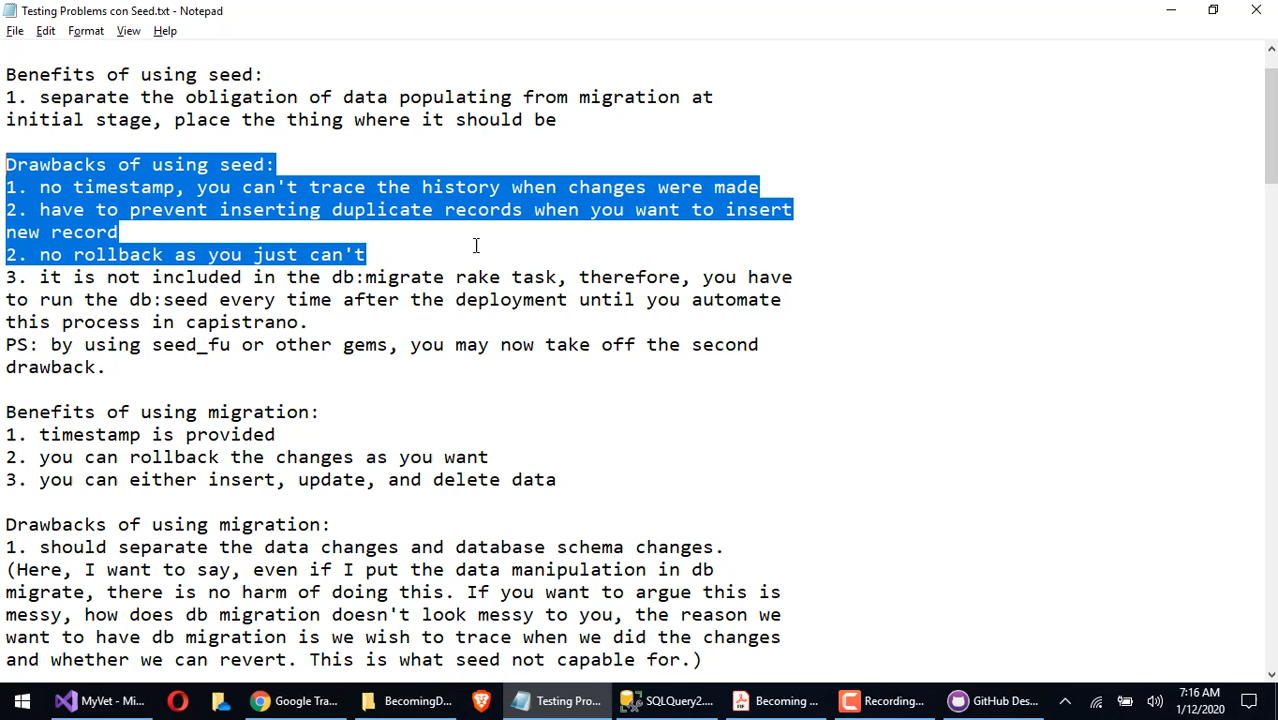 Testing Problems con Seed.txt - Notepad
File Edit Format View Help
Benefits of using seed:
1. separate the obligation of data populating from migration at
initial stage, place the thing where it should be
Drawbacks of using seed:
1. no timestamp, you can't trace the history when changes were made
2. have to prevent inserting duplicate records when you want to insert
new record
2. no rollback as you just can't
3. it is not included in the db:migrate rake task, therefore, you have
to run the db:seed every time after the deployment until you automate
this process in capistrano.
PS: by using seed_fu or other gems, you may now take off the second
drawback.
Benefits of using migration:
1. timestamp is provided
2. you can rollback the changes as you want
3. you can either insert, update, and delete data
Drawbacks of using migration:
1. should separate the data changes and database schema changes.
(Here, I want to say, even if I put the data manipulation in db
migrate, there is no harm of doing this. If you want to argue this is
messy, how does db migration doesn't look messy to you, the reason we
want to have db migration is we wish to trace when we did the changes
and whether we can revert. This is what seed not capable for.)
MyVet - Mi... Google Tra... BecomingD... Testing Pro... SQLQuery2.... Becoming ... Recording... GitHub Des... 7:16 AM
1/12/2020